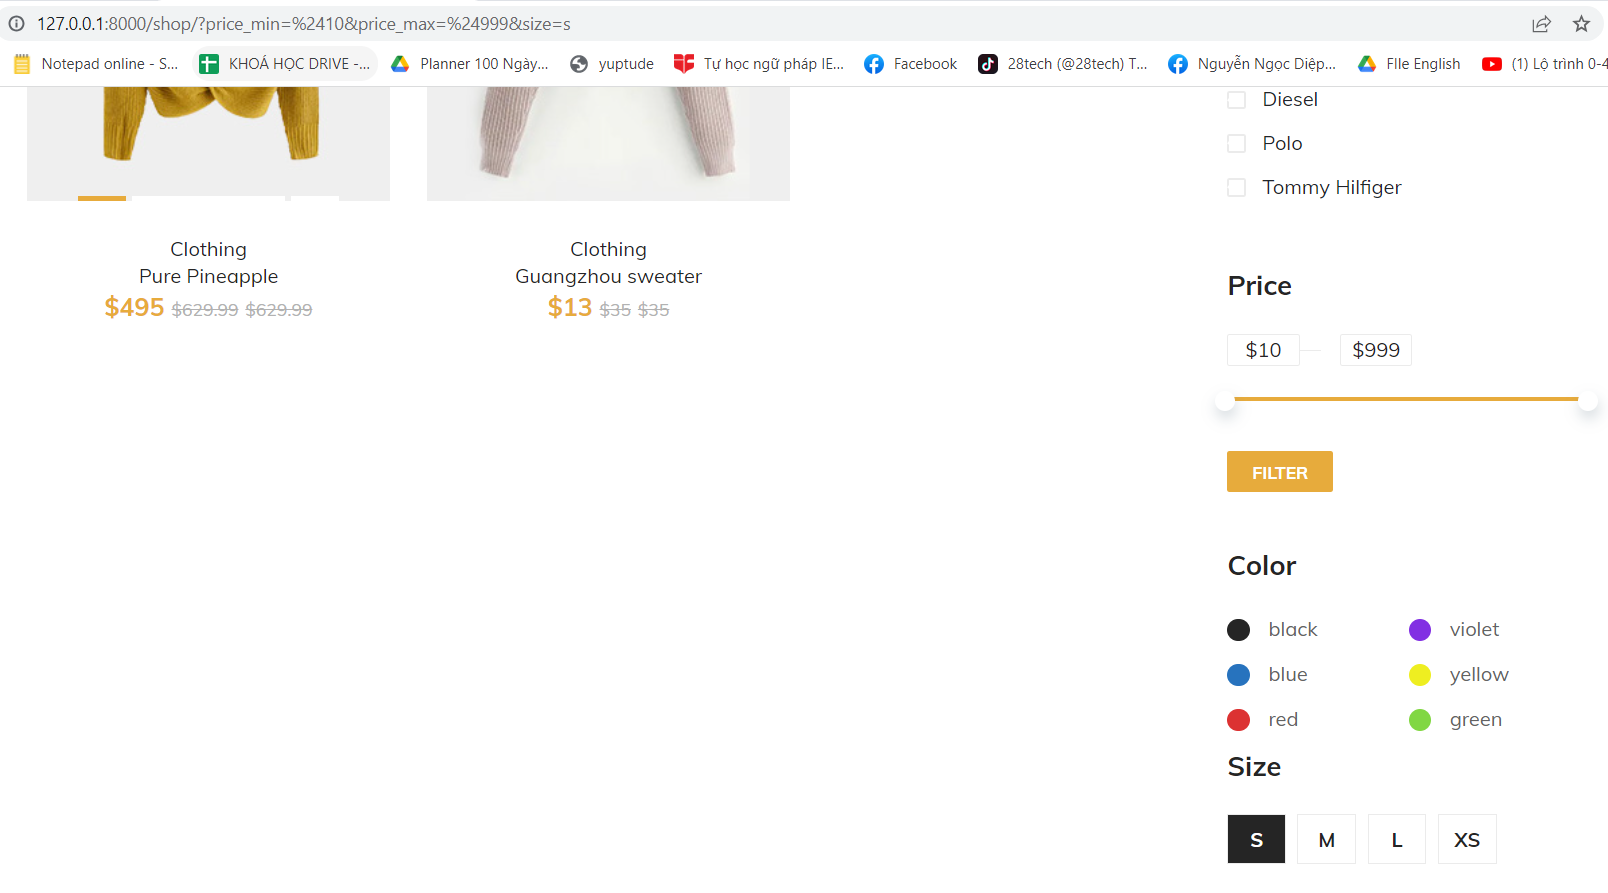 127.0.0.1:8000/shop/?price_min=%2410&price_max=%24999&size=s
Notepad online - S... KHOÁ HỌC DRIVE -... Planner 100 Ngày... yuptude Tự học ngữ pháp IE... Facebook 28tech (@28tech) T... Nguyễn Ngọc Diệp... FIle English (1) Lộ trình 0-4
Diesel
Polo
Tommy Hilfiger
Clothing
Pure Pineapple
$495 $629.99 $629.99
Clothing
Guangzhou sweater
$13 $35 $35
Price
$10 $999
FILTER
Color
black violet
blue yellow
red green
Size
S M L XS